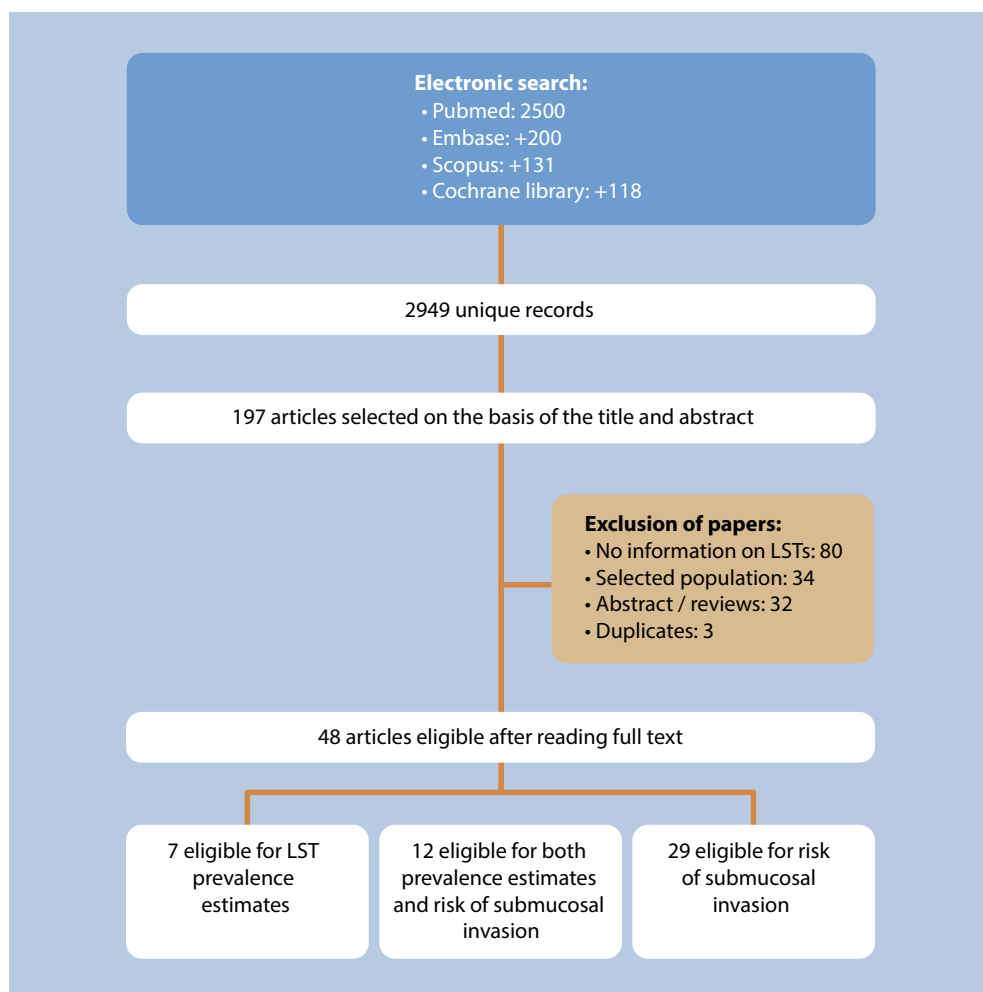 Electronic search:
• Pubmed: 2500
• Embase: +200
• Scopus: +131
• Cochrane library: +118
2949 unique records
197 articles selected on the basis of the title and abstract
Exclusion of papers:
• No information on LSTs: 80
• Selected population: 34
• Abstract / reviews: 32
• Duplicates: 3
48 articles eligible after reading full text
7 eligible for LST
prevalence
estimates
12 eligible for both
prevalence estimates
and risk of submucosal
invasion
29 eligible for risk
of submucosal
invasion